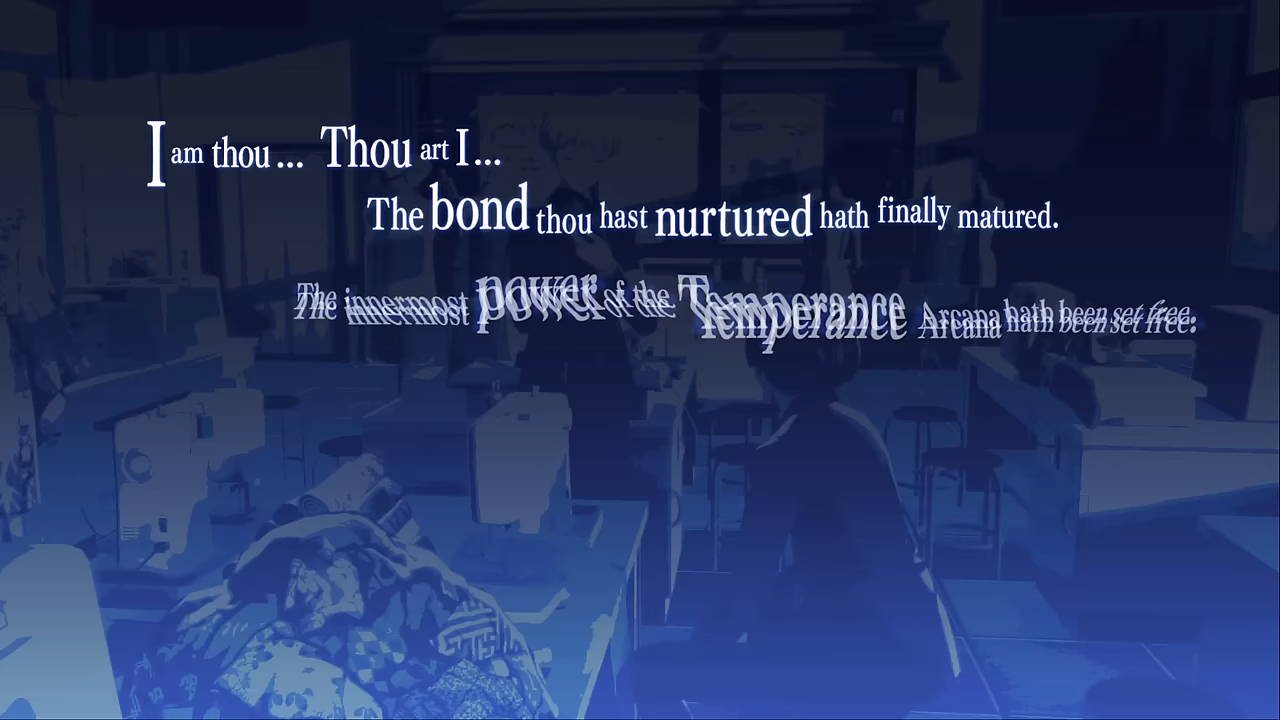 I am thou... Thou art I...
The bond thou hast nurtured hath finally matured.
The innermost power of the Temperance Arcana hath been set free.